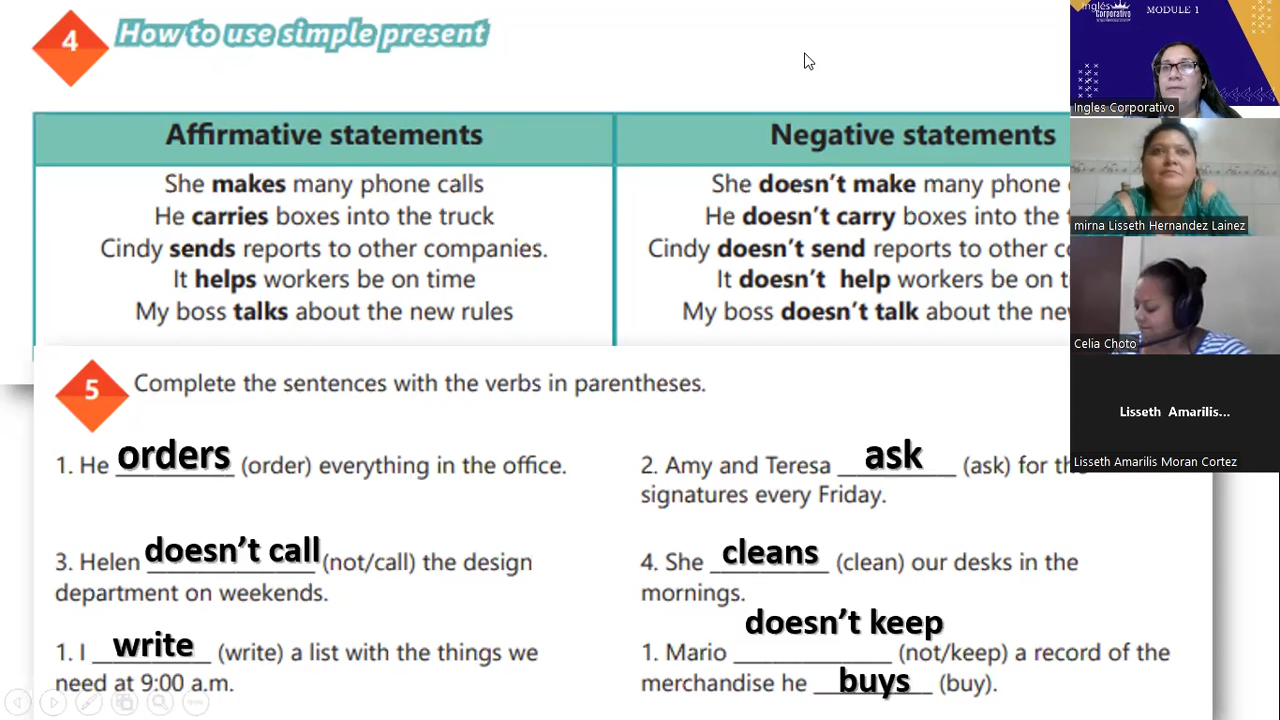 4 How to use simple present
Affirmative statements
She makes many phone calls
He carries boxes into the truck
Cindy sends reports to other companies.
It helps workers be on time
My boss talks about the new rules
Negative statements
She doesn't make many phone
He doesn't carry boxes into the
Cindy doesn't send reports to other
It doesn't help workers be on
My boss doesn't talk about the
5 Complete the sentences with the verbs in parentheses.
1. He orders (order) everything in the office.
2. Amy and Teresa ask (ask) for the
signatures every Friday.
3. Helen doesn't call (not/call) the design
department on weekends.
4. She cleans (clean) our desks in the
mornings.
1. I write (write) a list with the things we
need at 9:00 a.m.
1. Mario doesn't keep (not/keep) a record of the
merchandise he buys (buy).
Inglés
Corporativo
MODULE 1
Ingles Corporativo
mirna Lisseth Hernandez Lainez
Celia Choto
Lisseth Amarilis...
Lisseth Amarilis Moran Cortez